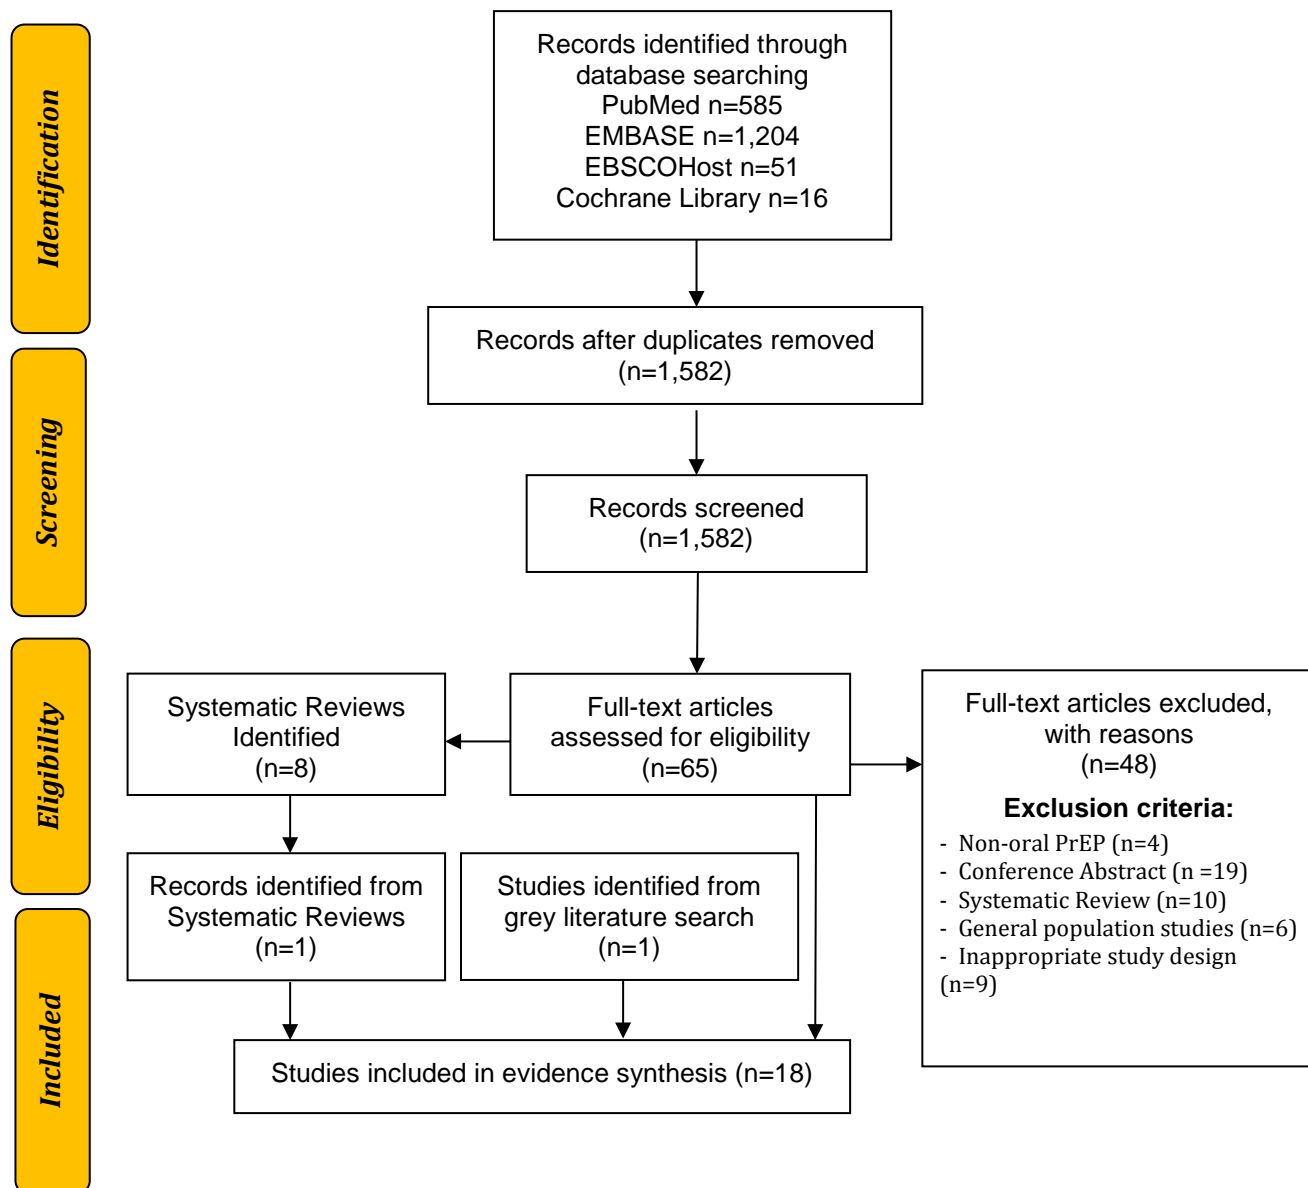 Identification
Records identified through
database searching
PubMed n=585
EMBASE n=1,204
EBSCOHost n=51
Cochrane Library n=16
Records after duplicates removed
(n=1,582)
Screening
Records screened
(n=1,582)
Eligibility
Systematic Reviews
Identified
(n=8)
Full-text articles
assessed for eligibility
(n=65)
Full-text articles excluded,
with reasons
(n=48)
Exclusion criteria:
- Non-oral PrEP (n=4)
- Conference Abstract (n =19)
- Systematic Review (n=10)
- General population studies (n=6)
- Inappropriate study design
(n=9)
Records identified from
Systematic Reviews
(n=1)
Studies identified from
grey literature search
(n=1)
Included
Studies included in evidence synthesis (n=18)